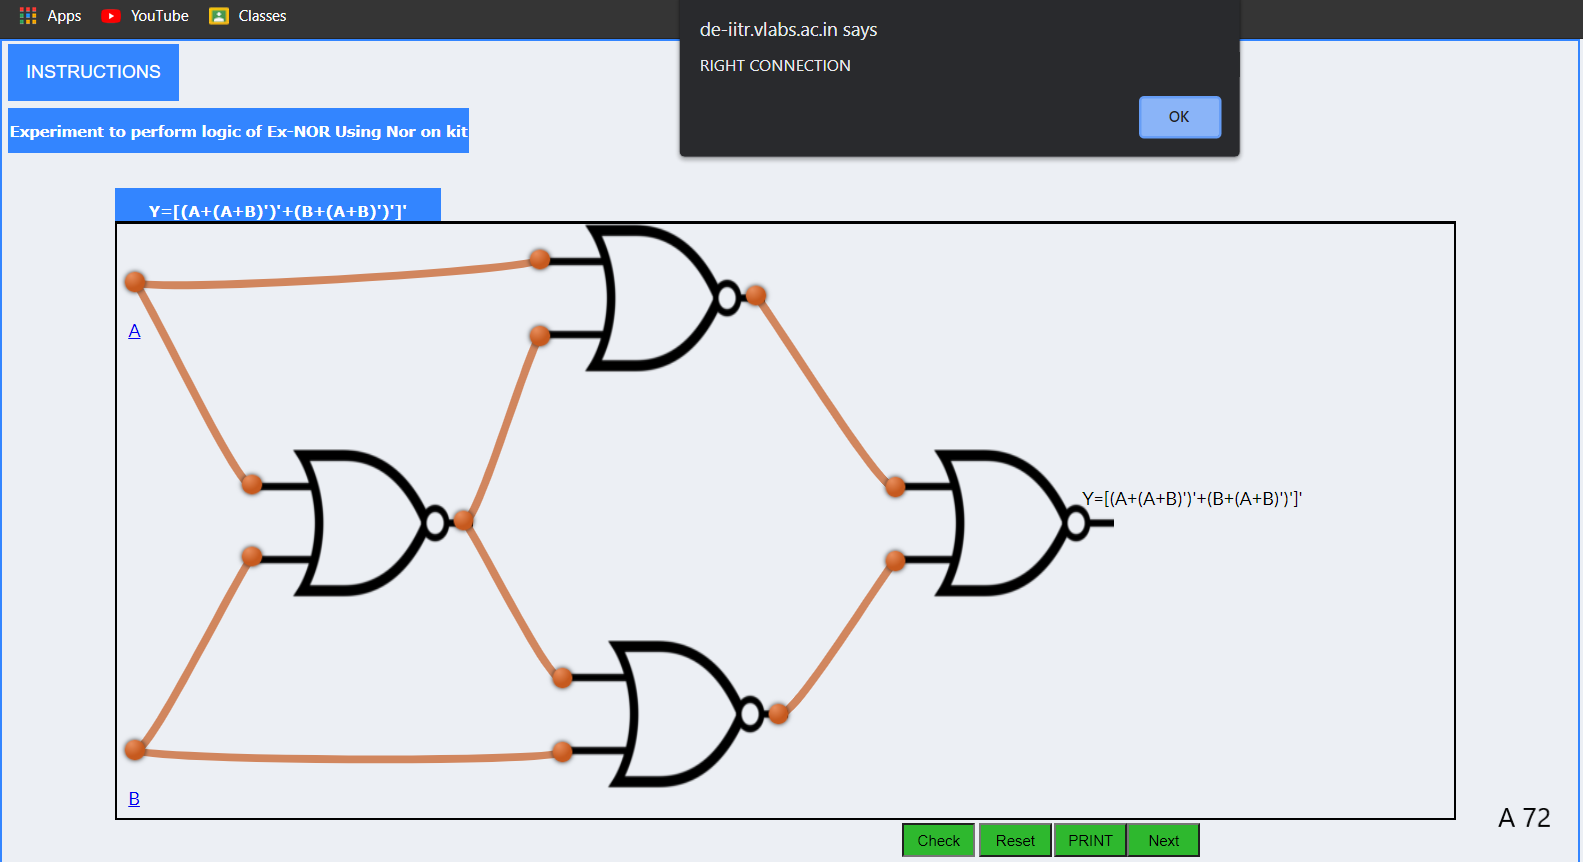 Apps YouTube Classes
de-iitr.vlabs.ac.in says
RIGHT CONNECTION
OK
INSTRUCTIONS
Experiment to perform logic of Ex-NOR Using Nor on kit
Y=[(A+(A+B)')'+(B+(A+B)')']'
A
Y=[(A+(A+B)')'+(B+(A+B)')']'
B
A 72
Check Reset PRINT Next